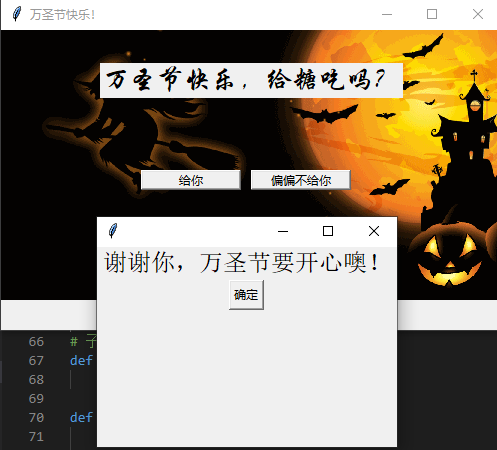 万圣节快乐!
万圣节快乐，给糖吃吗？
给你
偏偏不给你
谢谢你，万圣节要开心噢！
确定
66 # 子
67 def
68
69
70 def
71